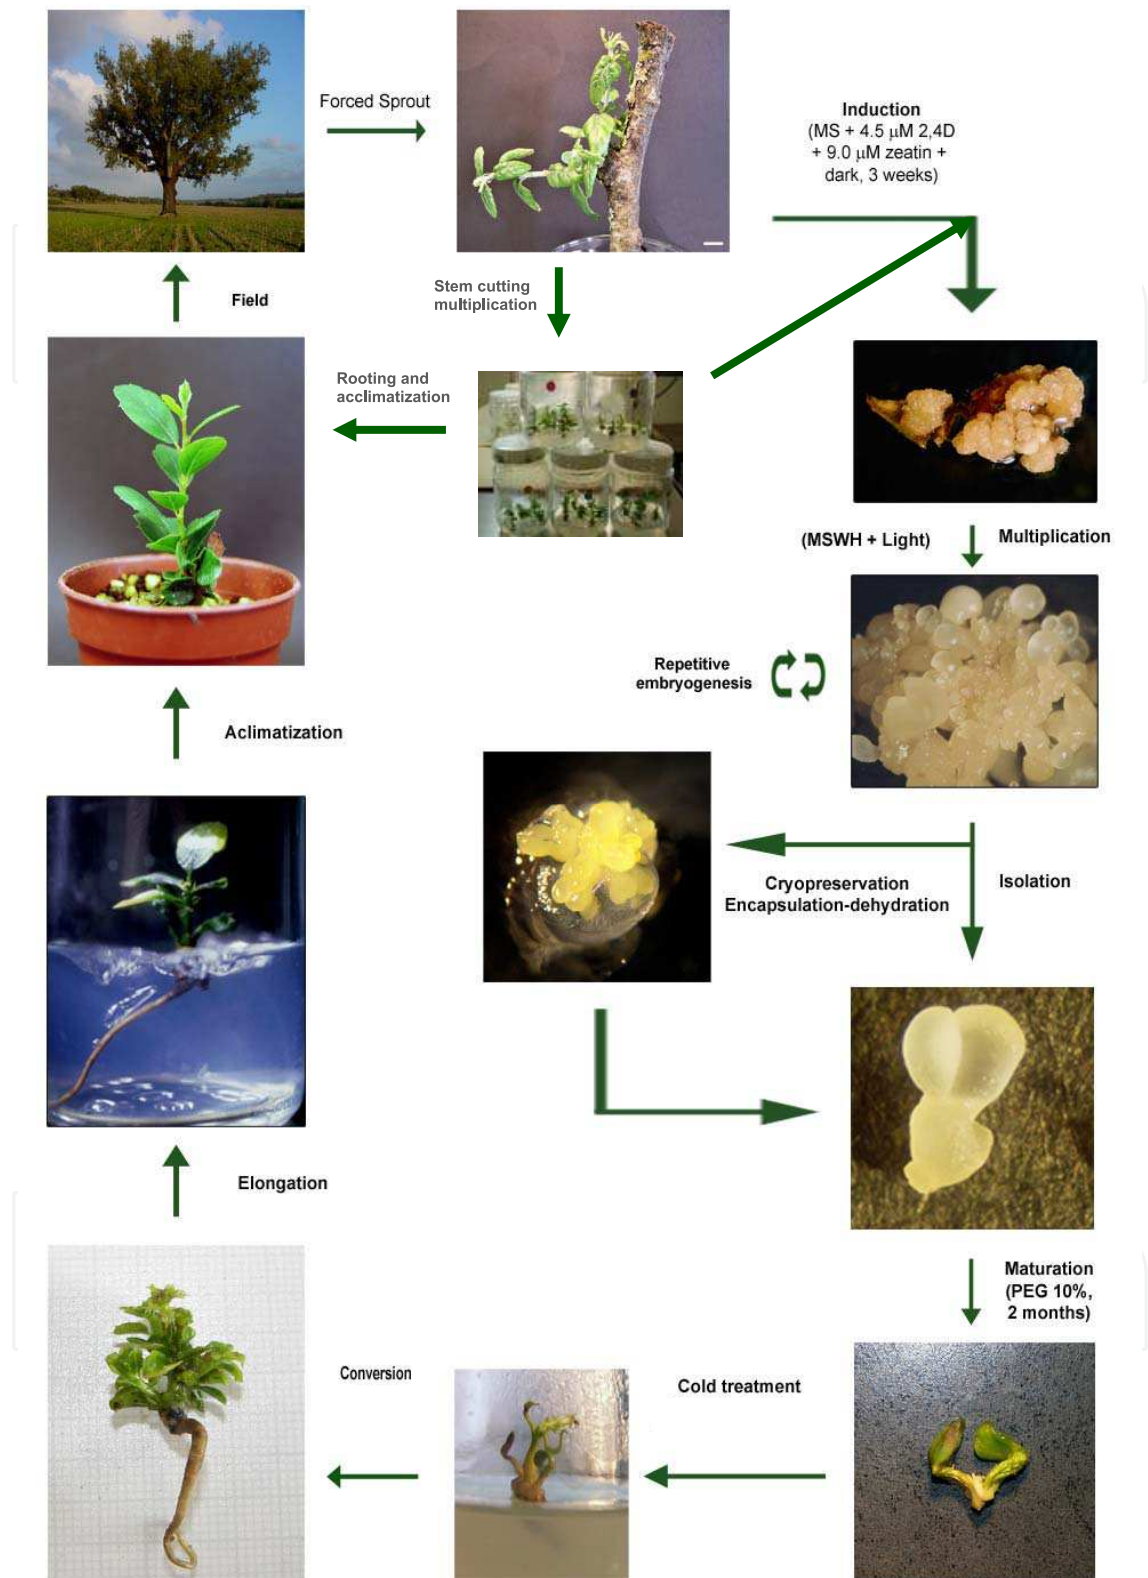 Forced Sprout
Induction
(MS + 4.5 μM 2,4D
+ 9.0 μM zeatin +
dark, 3 weeks)
Stem cutting
multiplication
Field
Rooting and
acclimatization
(MSWH + Light)
Multiplication
Repetitive
embryogenesis
Aclimatization
Cryopreservation
Encapsulation-dehydration
Isolation
Elongation
Maturation
(PEG 10%,
2 months)
Conversion
Cold treatment